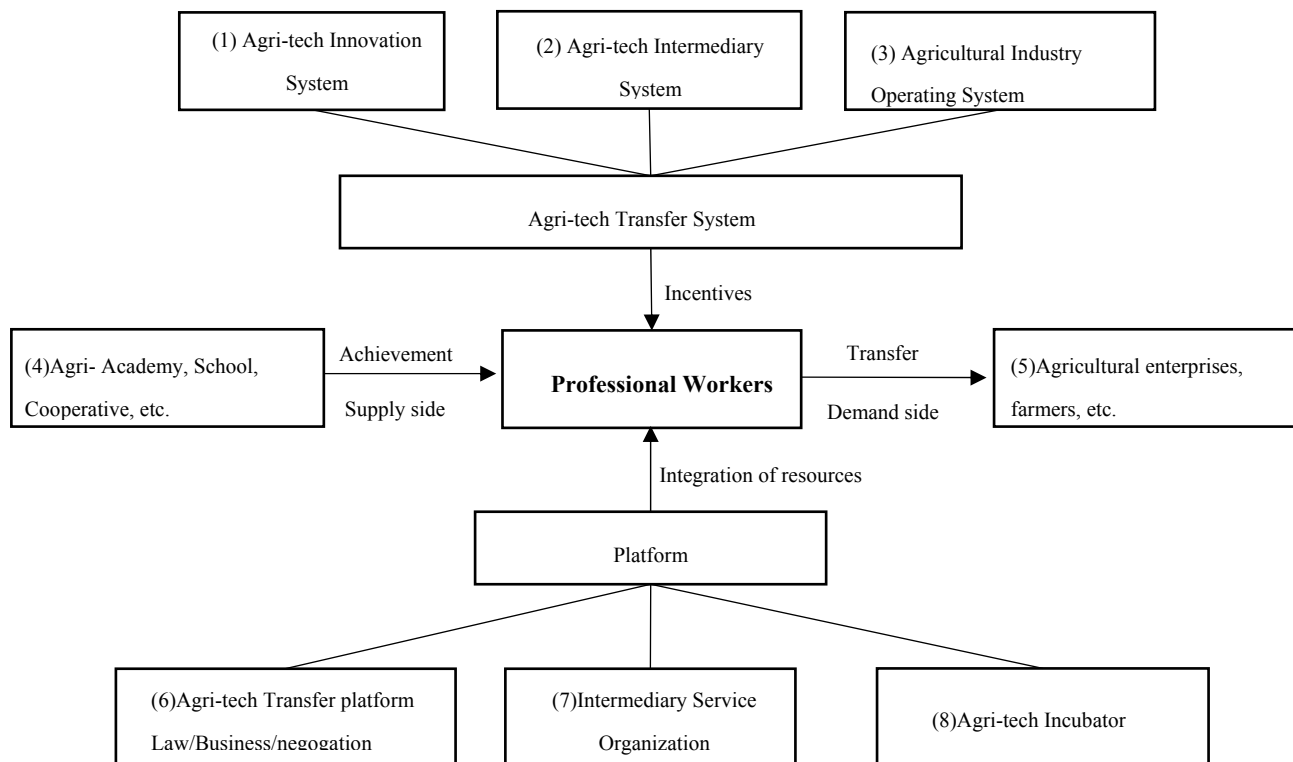 (1) Agri-tech Innovation
System
(2) Agri-tech Intermediary
System
(3) Agricultural Industry
Operating System
Agri-tech Transfer System
Incentives
(4)Agri- Academy, School,
Cooperative, etc.
Achievement
Supply side
Professional Workers
Transfer
Demand side
(5)Agricultural enterprises,
farmers, etc.
Integration of resources
Platform
(6)Agri-tech Transfer platform
Law/Business/negogation
(7)Intermediary Service
Organization
(8)Agri-tech Incubator